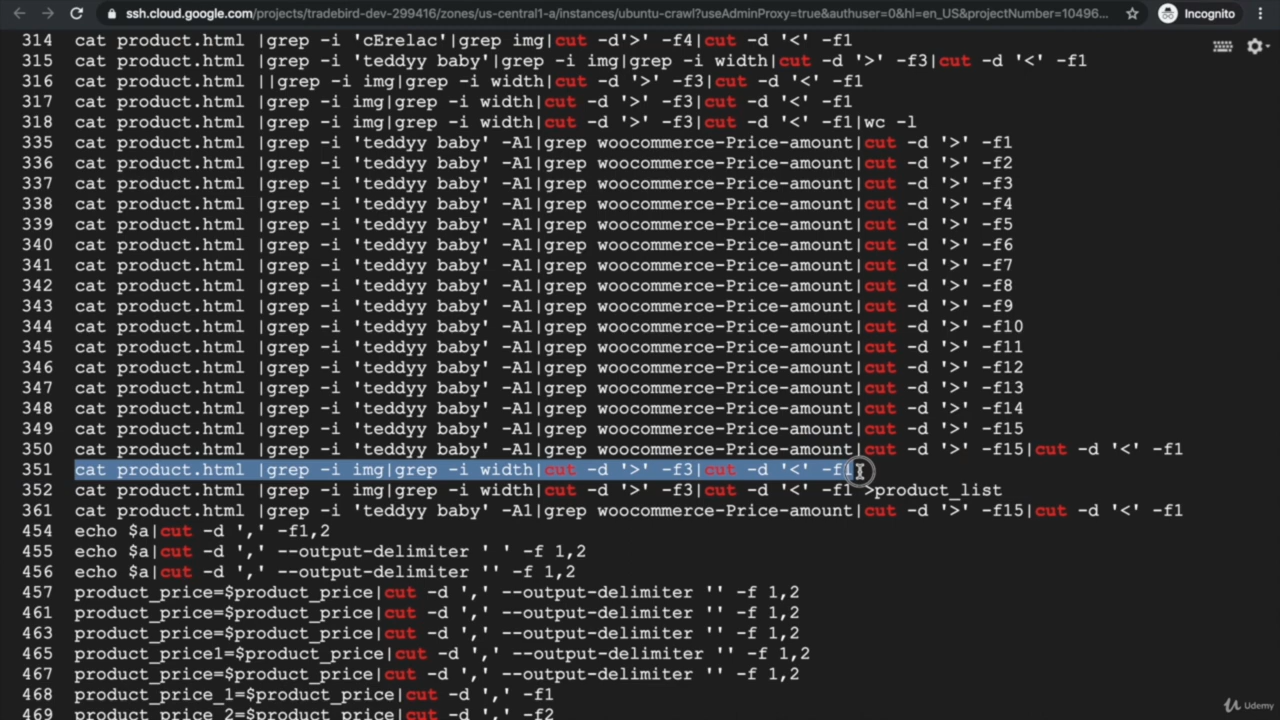 ssh.cloud.google.com/projects/tradebird-dev-299416/zones/us-central1-a/instances/ubuntu-crawl?useAdminProxy=true&authuser=0&hl=en_US&projectNumber=10496... Incognito
314 cat product.html |grep -i 'cErelac'|grep img|cut -d'>' -f4|cut -d '<' -f1
315 cat product.html |grep -i 'teddyy baby'|grep -i img|grep -i width|cut -d '>' -f3|cut -d '<' -f1
316 cat product.html ||grep -i img|grep -i width|cut -d '>' -f3|cut -d '<' -f1
317 cat product.html |grep -i img|grep -i width|cut -d '>' -f3|cut -d '<' -f1
318 cat product.html |grep -i img|grep -i width|cut -d '>' -f3|cut -d '<' -f1|wc -l
335 cat product.html |grep -i 'teddyy baby' -A1|grep woocommerce-Price-amount|cut -d '>' -f1
336 cat product.html |grep -i 'teddyy baby' -A1|grep woocommerce-Price-amount|cut -d '>' -f2
337 cat product.html |grep -i 'teddyy baby' -A1|grep woocommerce-Price-amount|cut -d '>' -f3
338 cat product.html |grep -i 'teddyy baby' -A1|grep woocommerce-Price-amount|cut -d '>' -f4
339 cat product.html |grep -i 'teddyy baby' -A1|grep woocommerce-Price-amount|cut -d '>' -f5
340 cat product.html |grep -i 'teddyy baby' -A1|grep woocommerce-Price-amount|cut -d '>' -f6
341 cat product.html |grep -i 'teddyy baby' -A1|grep woocommerce-Price-amount|cut -d '>' -f7
342 cat product.html |grep -i 'teddyy baby' -A1|grep woocommerce-Price-amount|cut -d '>' -f8
343 cat product.html |grep -i 'teddyy baby' -A1|grep woocommerce-Price-amount|cut -d '>' -f9
344 cat product.html |grep -i 'teddyy baby' -A1|grep woocommerce-Price-amount|cut -d '>' -f10
345 cat product.html |grep -i 'teddyy baby' -A1|grep woocommerce-Price-amount|cut -d '>' -f11
346 cat product.html |grep -i 'teddyy baby' -A1|grep woocommerce-Price-amount|cut -d '>' -f12
347 cat product.html |grep -i 'teddyy baby' -A1|grep woocommerce-Price-amount|cut -d '>' -f13
348 cat product.html |grep -i 'teddyy baby' -A1|grep woocommerce-Price-amount|cut -d '>' -f14
349 cat product.html |grep -i 'teddyy baby' -A1|grep woocommerce-Price-amount|cut -d '>' -f15
350 cat product.html |grep -i 'teddyy baby' -A1|grep woocommerce-Price-amount|cut -d '>' -f15|cut -d '<' -f1
351 cat product.html |grep -i img|grep -i width|cut -d '>' -f3|cut -d '<' -f1
352 cat product.html |grep -i img|grep -i width|cut -d '>' -f3|cut -d '<' -f1 >product_list
361 cat product.html |grep -i 'teddyy baby' -A1|grep woocommerce-Price-amount|cut -d '>' -f15|cut -d '<' -f1
454 echo $a|cut -d ',' -f1,2
455 echo $a|cut -d ',' --output-delimiter ' ' -f 1,2
456 echo $a|cut -d ',' --output-delimiter '' -f 1,2
457 product_price=$product_price|cut -d ',' --output-delimiter '' -f 1,2
461 product_price=$product_price|cut -d ',' --output-delimiter '' -f 1,2
463 product_price=$product_price|cut -d ',' --output-delimiter '' -f 1,2
465 product_price1=$product_price|cut -d ',' --output-delimiter '' -f 1,2
467 product_price=$product_price|cut -d ',' --output-delimiter '' -f 1,2
468 product_price_1=$product_price|cut -d ',' -f1
469 product_price_2=$product_price|cut -d ',' -f2
Udemy